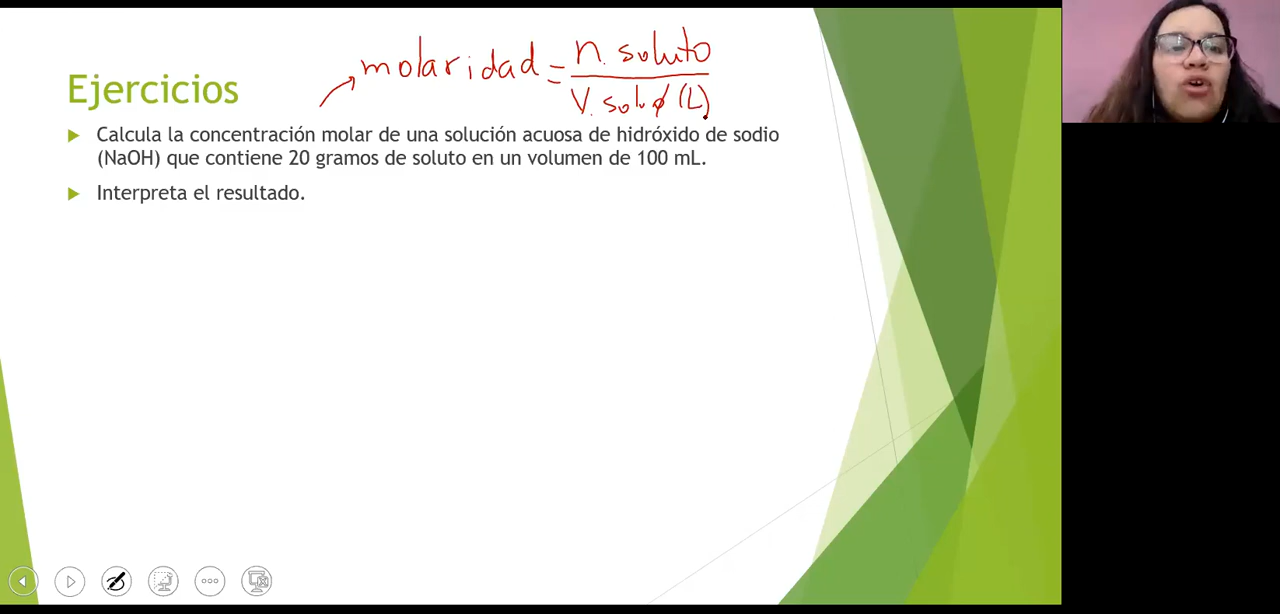 molaridad = n. soluto
V. soluø (L)
Ejercicios
Calcula la concentración molar de una solución acuosa de hidróxido de sodio
(NaOH) que contiene 20 gramos de soluto en un volumen de 100 mL.
Interpreta el resultado.